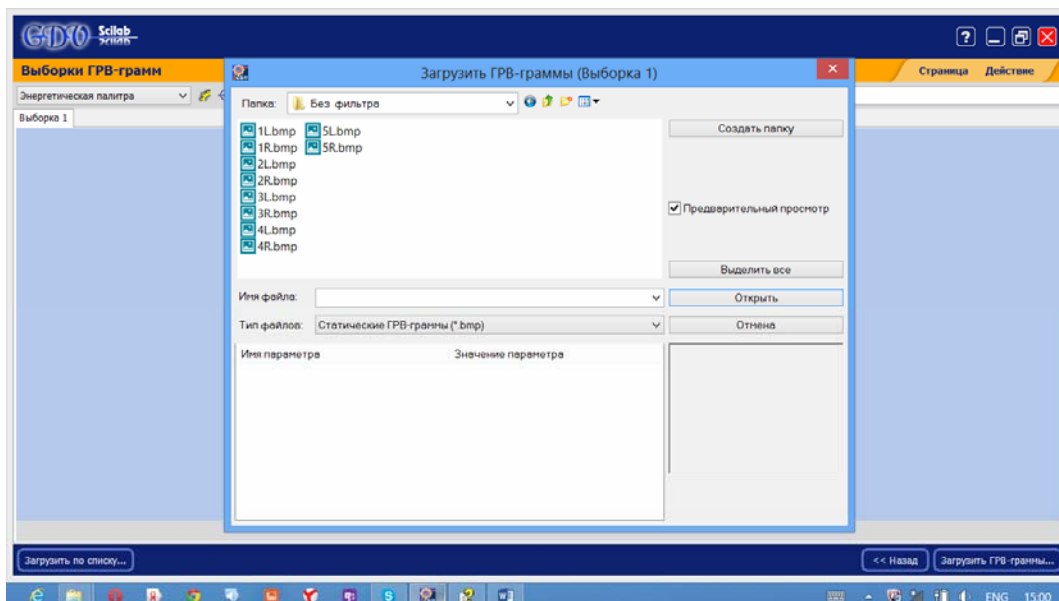 GDV Scilab
Выборки ГРВ-грамм
Загрузить ГРВ-граммы (Выборка 1)
Страница Действие
Энергетическая палитра
Папка: Без фильтра
Выборка 1
1L.bmp 5L.bmp
1R.bmp 5R.bmp
2L.bmp
2R.bmp
3L.bmp
3R.bmp
4L.bmp
4R.bmp
Создать папку
Предварительный просмотр
Выделить все
Имя файла:
Открыть
Тип файлов: Статические ГРВ-граммы (*.bmp)
Отмена
Имя параметра Значение параметра
Загрузить по списку...
<< Назад
Загрузить ГРВ-граммы...
ENG 15:00